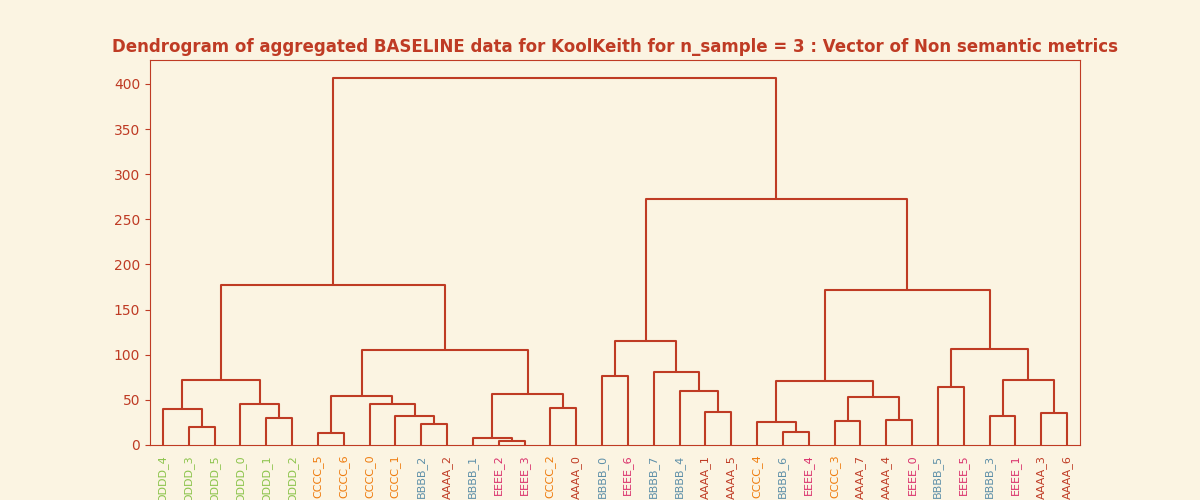 Dendrogram of aggregated BASELINE data for KoolKeith for n_sample = 3 : Vector of Non semantic metrics
400
350
300
250
200
150
100
50
0
DDDD_4
DDDD_3
DDDD_5
DDDD_0
DDDD_1
DDDD_2
CCCC_5
CCCC_6
CCCC_0
CCCC_1
BBBB_2
AAAA_2
BBBB_1
EEEE_2
EEEE_3
CCCC_2
AAAA_0
BBBB_0
EEEE_6
BBBB_7
BBBB_4
AAAA_1
AAAA_5
CCCC_4
BBBB_6
EEEE_4
CCCC_3
AAAA_7
AAAA_4
EEEE_0
BBBB_5
EEEE_5
BBBB_3
EEEE_1
AAAA_3
AAAA_6